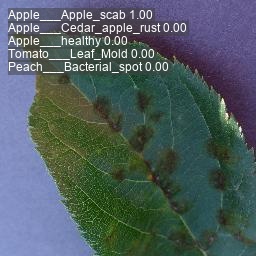 Apple___Apple_scab 1.00
Apple___Cedar_apple_rust 0.00
Apple___healthy 0.00
Tomato___Leaf_Mold 0.00
Peach___Bacterial_spot 0.00